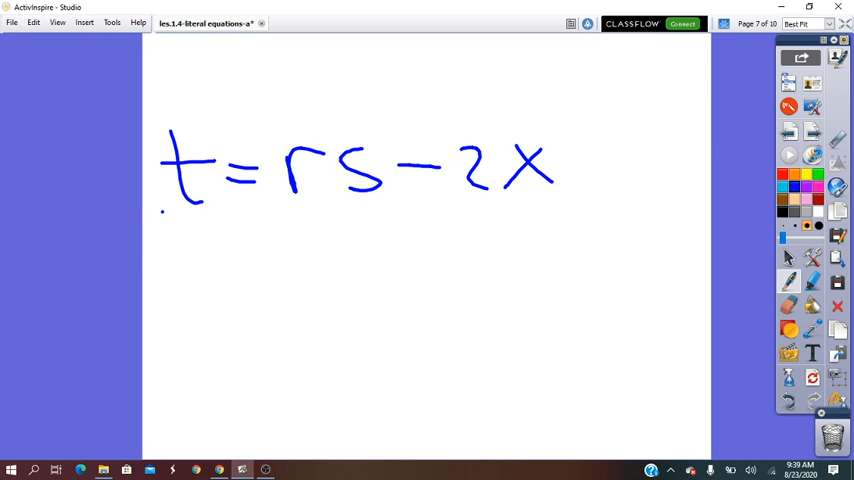 ActivInspire - Studio
File Edit View Insert Tools Help les.1.4-literal equations-a* CLASSFLOW Connect Page 7 of 10 Best Fit
t = rs - 2x
9:39 AM
8/23/2020